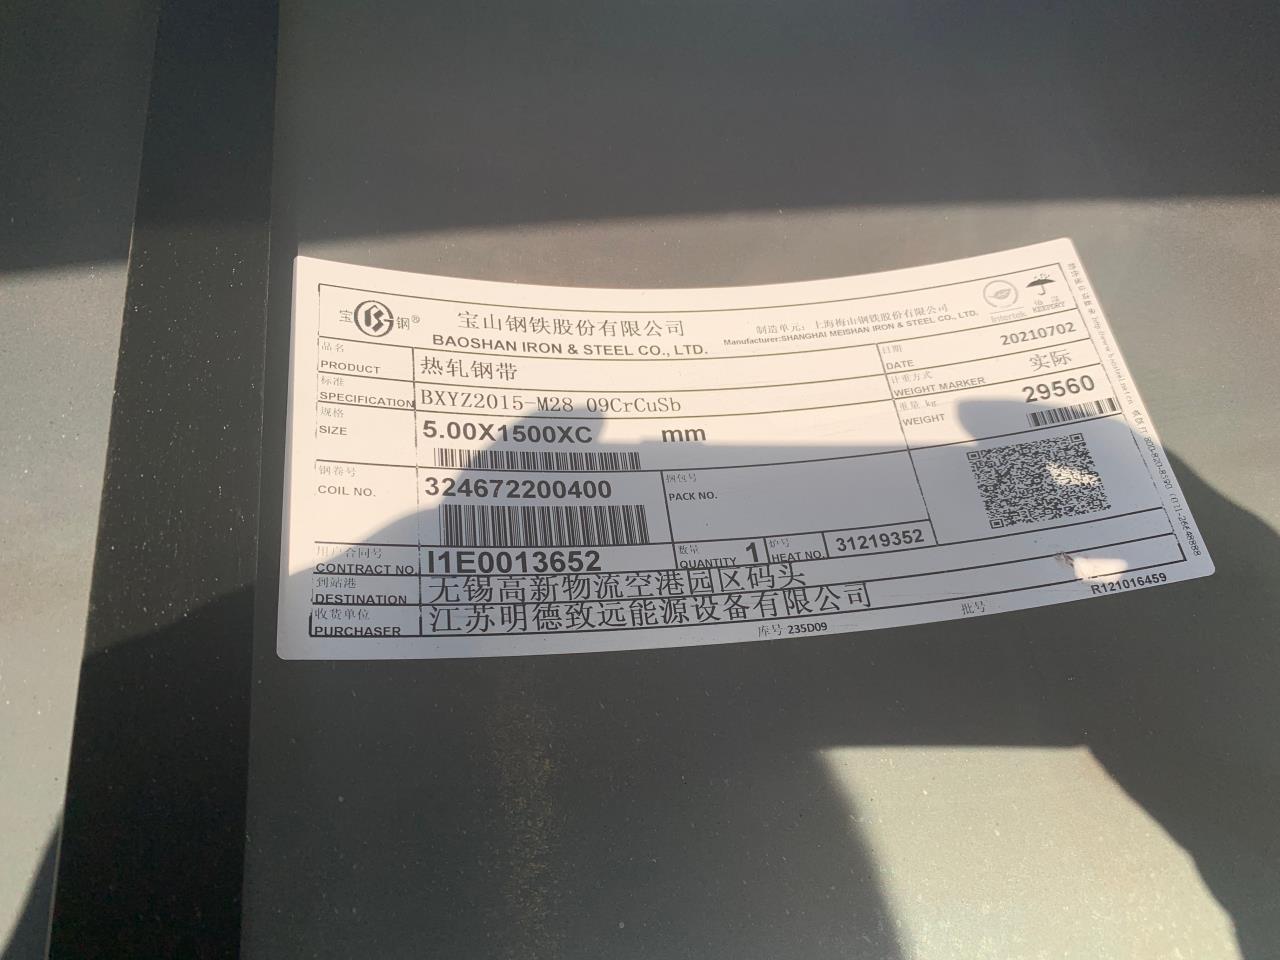 宝 钢®
宝山钢铁股份有限公司
BAOSHAN IRON & STEEL CO., LTD.
制造单元: 上海梅山钢铁股份有限公司
Manufacturer:SHANGHAI MEISHAN IRON & STEEL CO., LTD.
Intertek
KEEP DRY
品名
PRODUCT
热轧钢带
日期
DATE
20210702
标准
SPECIFICATION
BXYZ2015-M28 09CrCuSb
计重方式
WEIGHT MARKER
实际
规格
SIZE
5.00X1500XC mm
重量 kg
WEIGHT
29560
钢卷号
COIL NO.
324672200400
捆包号
PACK NO.
用户合同号
CONTRACT NO.
I1E0013652
数量
QUANTITY
1
炉号
HEAT NO.
31219352
到站港
DESTINATION
无锡高新物流空港园区码头
收货单位
PURCHASER
江苏明德致远能源设备有限公司
库号 235D09
批号
R121016459